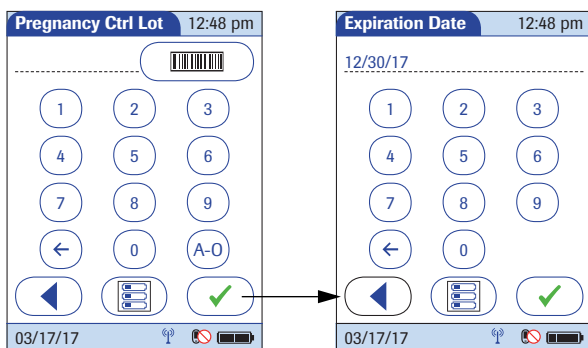 Pregnancy Ctrl Lot 12:48 pm
1 2 3
4 5 6
7 8 9
0 A-O
03/17/17
Expiration Date 12:48 pm
12/30/17
1 2 3
4 5 6
7 8 9
0
03/17/17